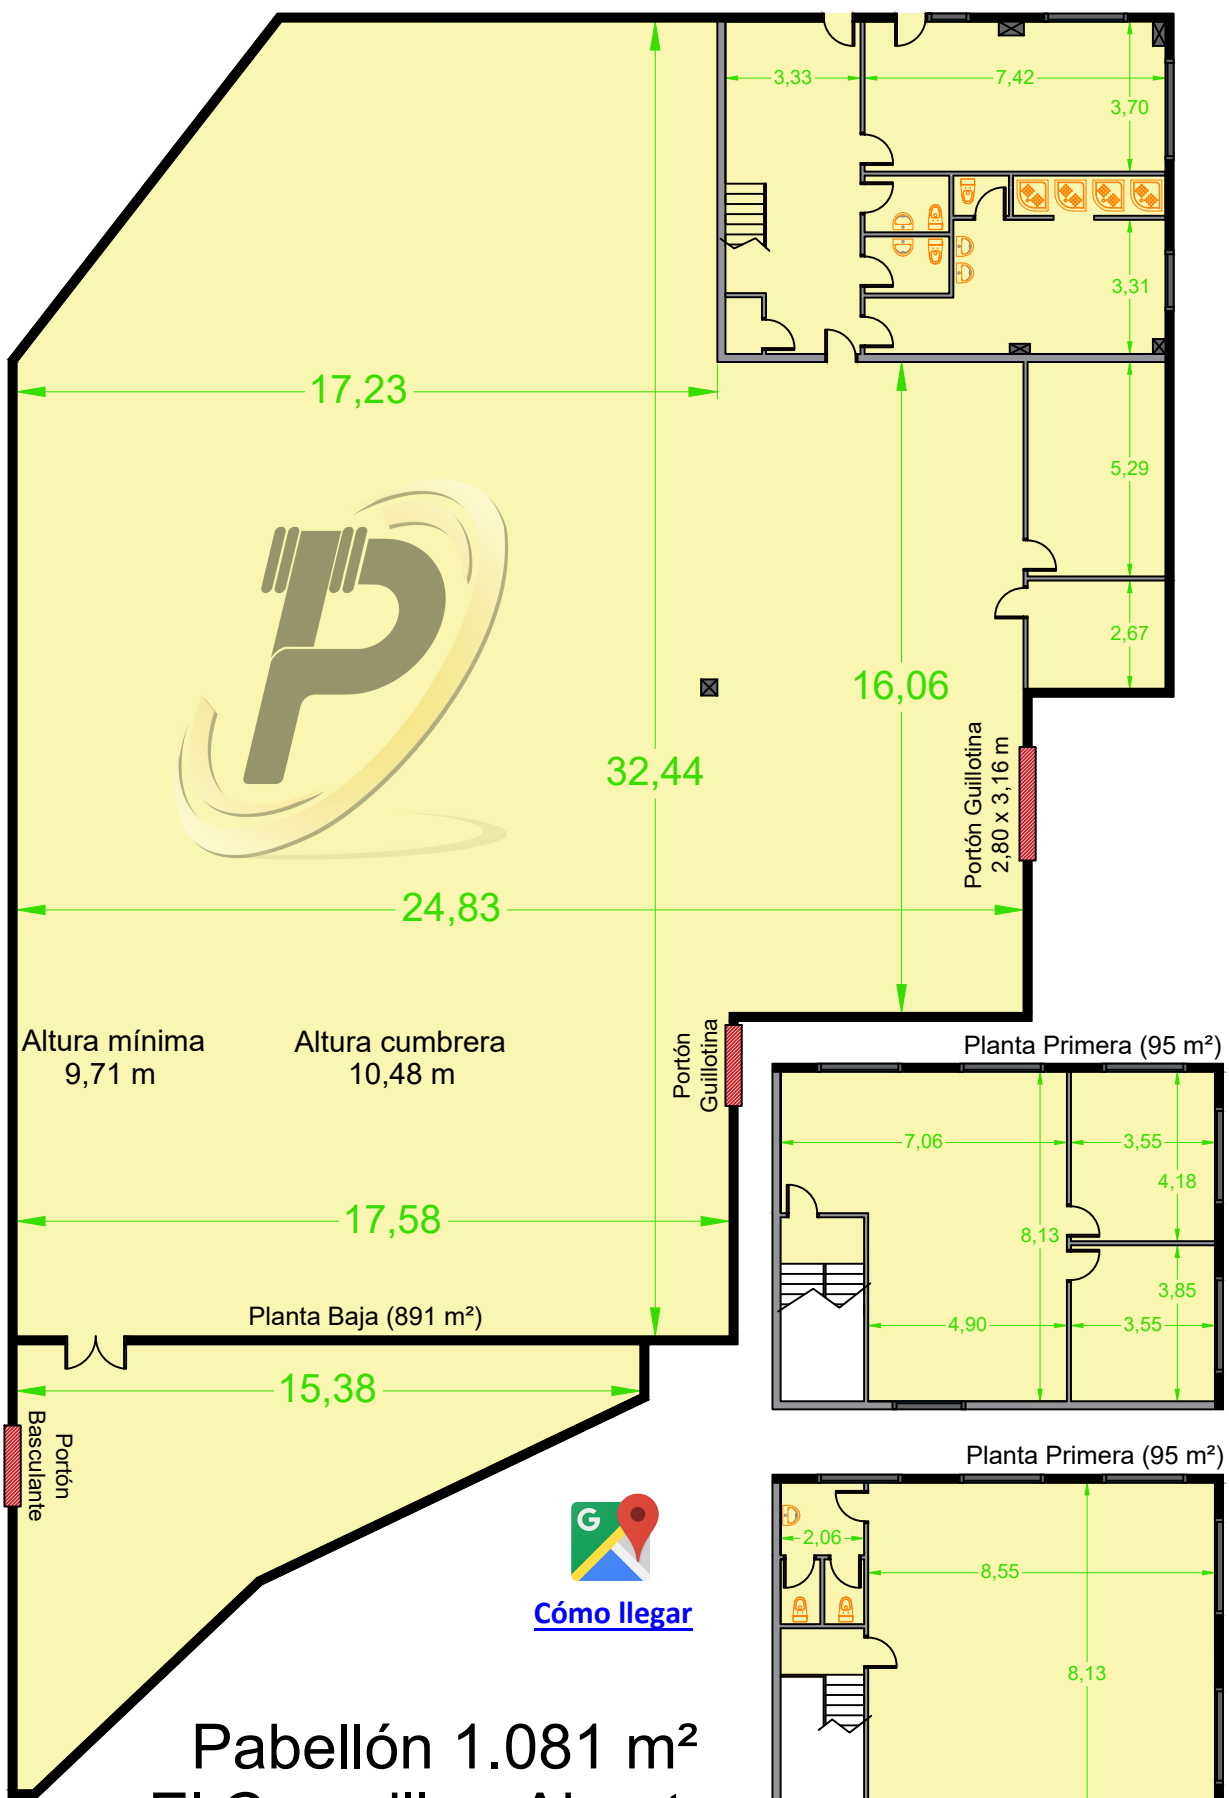 3,33
7,42
3,70
3,31
17,23
5,29
2,67
16,06
32,44
Portón Guillotina
2,80 x 3,16 m
24,83
Altura mínima
9,71 m
Altura cumbrera
10,48 m
Portón
Guillotina
17,58
Planta Baja (891 m²)
15,38
Portón
Basculante
Planta Primera (95 m²)
7,06
3,55
4,18
8,13
3,85
4,90
3,55
Planta Primera (95 m²)
2,06
8,55
8,13
G
Cómo llegar
Pabellón 1.081 m²